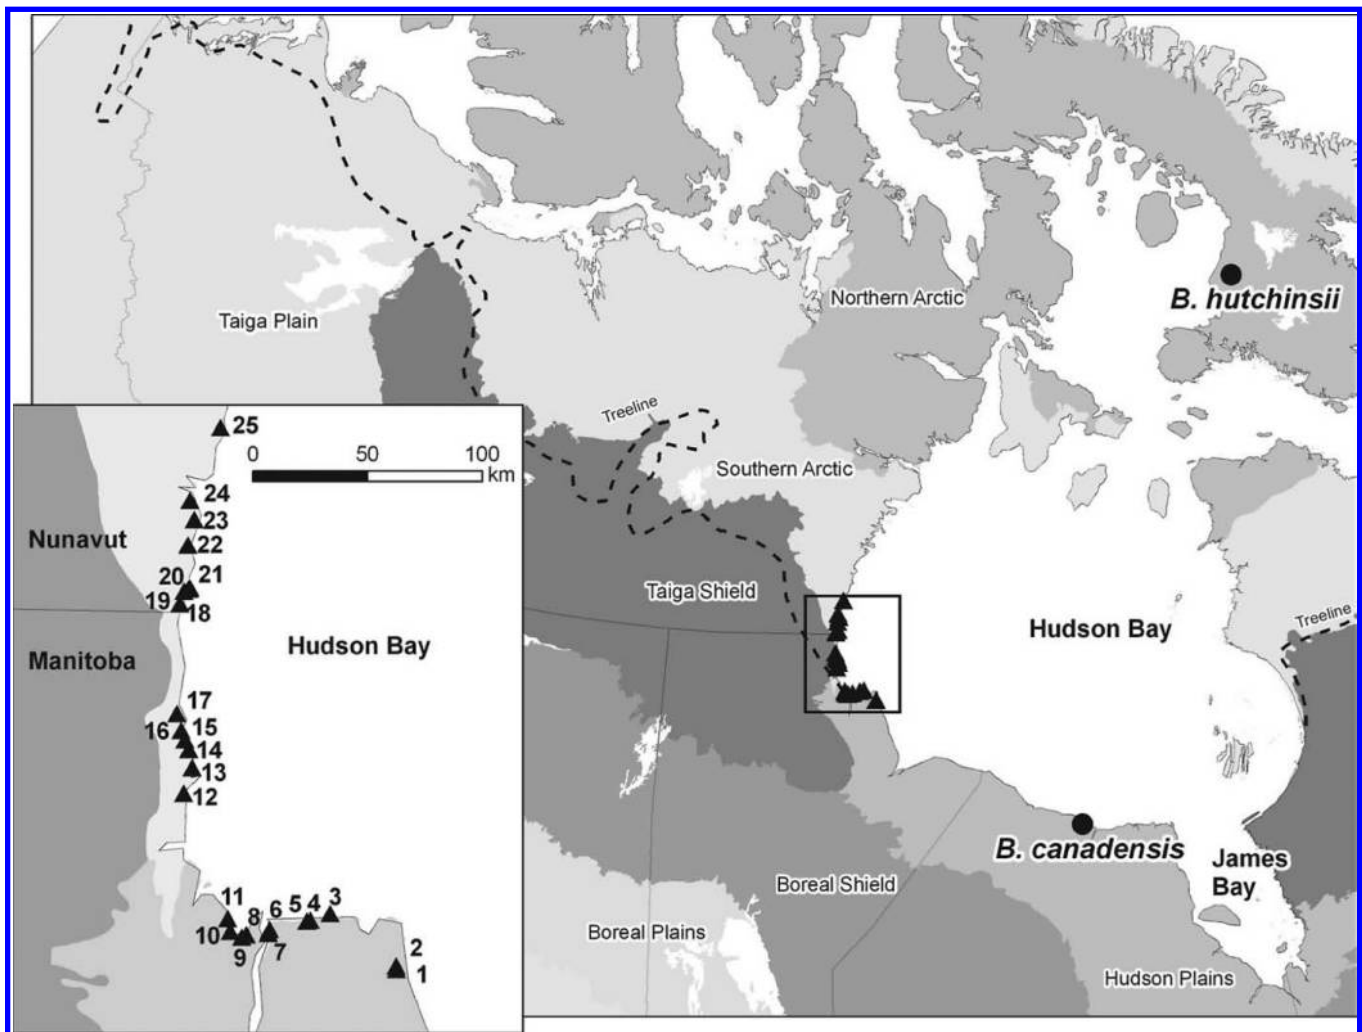 Northern Arctic
B. hutchinsii
Taiga Plain
Treeline
Southern Arctic
Taiga Shield
Hudson Bay
Treeline
B. canadensis
James
Bay
Boreal Shield
Boreal Plains
Hudson Plains
25
0 50 100
km
24
23
Nunavut
22
20 21
19 18
Hudson Bay
Manitoba
17
16 15
14
13
12
11 8 6 5 4 3
10 9 7 2
1